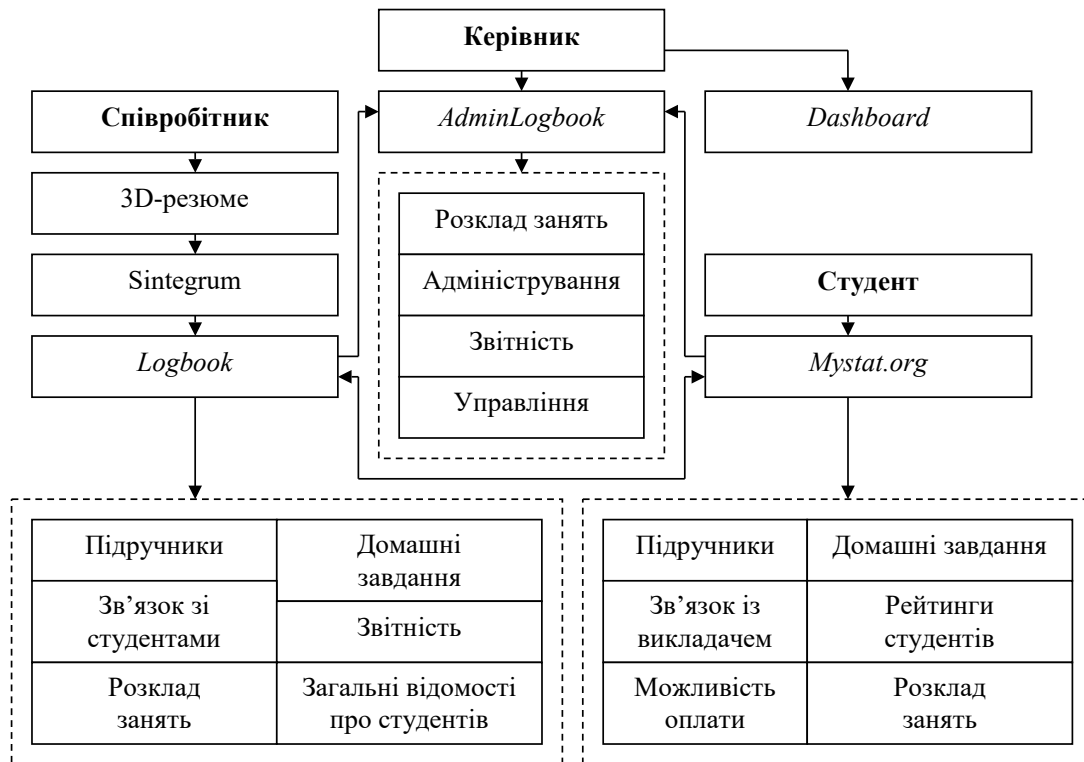 Керівник
Співробітник
AdminLogbook
Dashboard
3D-резюме
Розклад занять
Sintegrum
Адміністрування
Студент
Logbook
Звітність
Mystat.org
Управління
Підручники
Домашні
завдання
Зв’язок зі
студентами
Звітність
Розклад
занять
Загальні відомості
про студентів
Підручники
Домашні завдання
Зв’язок із
викладачем
Рейтинги
студентів
Можливість
оплати
Розклад
занять